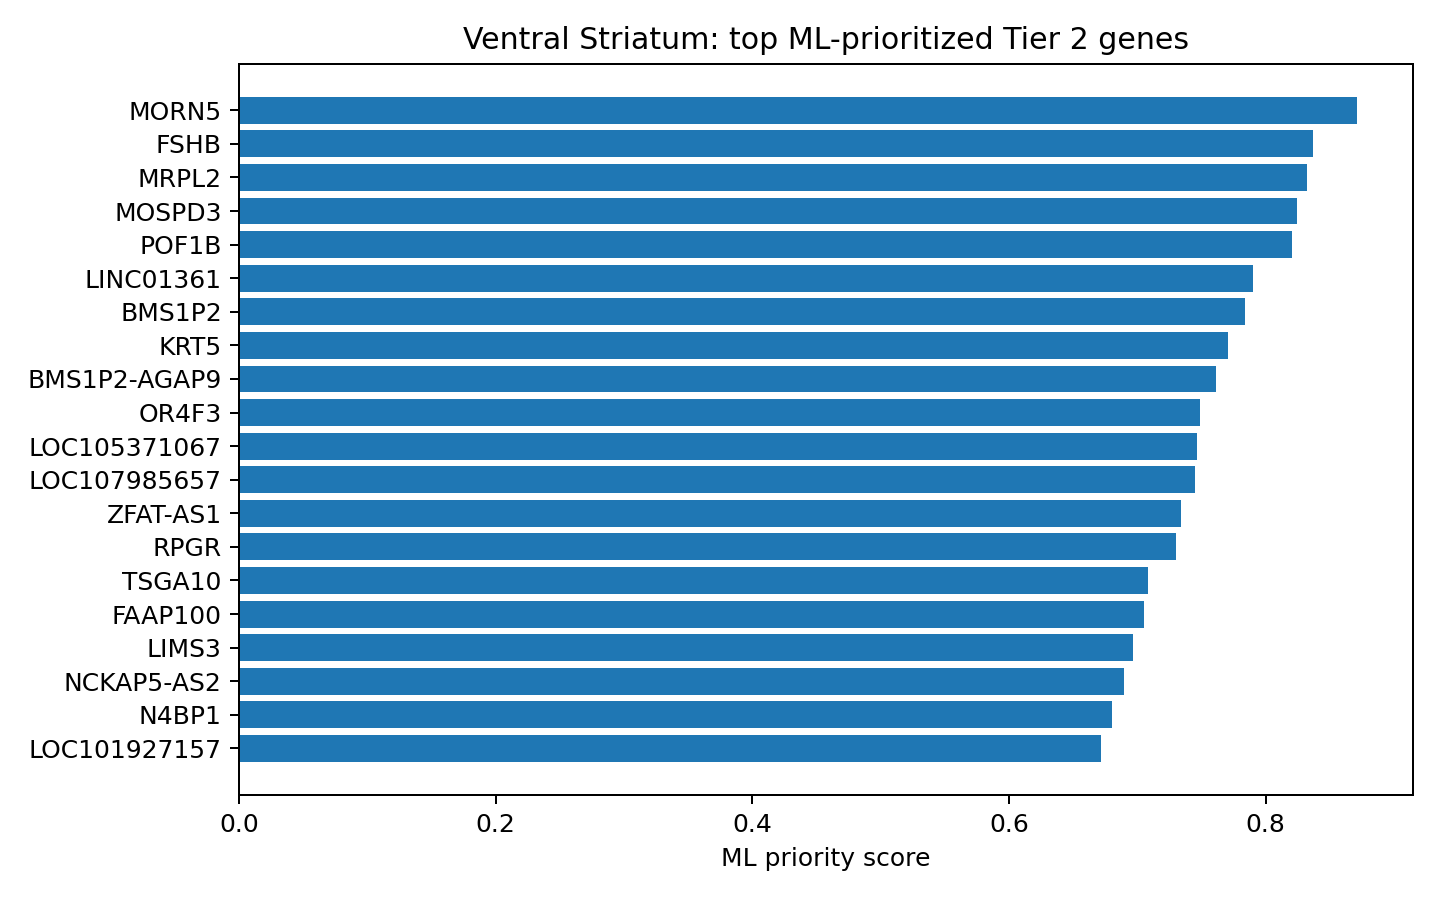 Ventral Striatum: top ML-prioritized Tier 2 genes
MORN5
FSHB
MRPL2
MOSPD3
POF1B
LINC01361
BMS1P2
KRT5
BMS1P2-AGAP9
OR4F3
LOC105371067
LOC107985657
ZFAT-AS1
RPGR
TSGA10
FAAP100
LIMS3
NCKAP5-AS2
N4BP1
LOC101927157
0.0 0.2 0.4 0.6 0.8
ML priority score